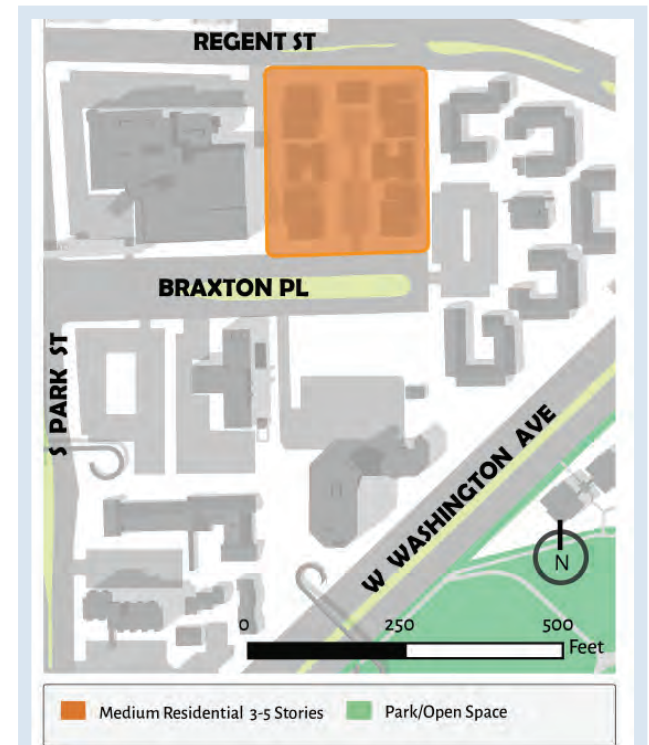 REGENT ST
BRAXTON PL
S PARK ST
W WASHINGTON AVE
N
0 250 500
Feet
Medium Residential 3-5 Stories Park/Open Space